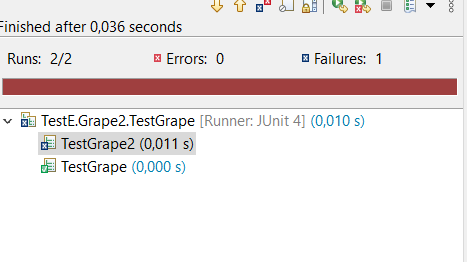 Finished after 0,036 seconds
Runs: 2/2 Errors: 0 Failures: 1
TestE.Grape2.TestGrape [Runner: JUnit 4] (0,010 s)
TestGrape2 (0,011 s)
TestGrape (0,000 s)